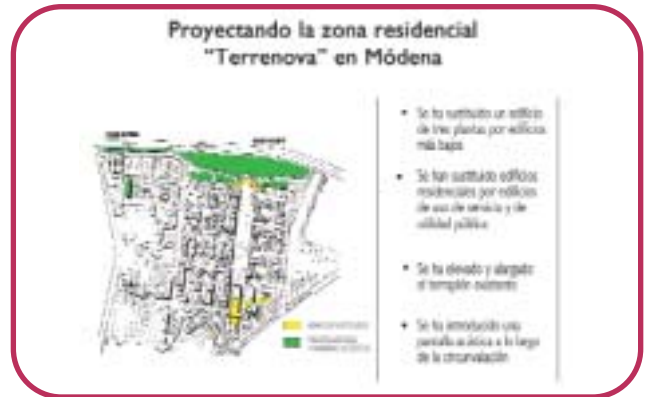 Proyectando la zona residencial
“Terrenova” en Módena
• Se ha sustituido un edificio
de tres plantas por edificios
más bajos
• Se han sustituido edificios
residenciales por edificios
de uso de servicio y de
utilidad pública
• Se ha elevado y alargado
el terraplén existente
• Se ha introducido una
pantalla acústica a lo largo
de la circunvalación